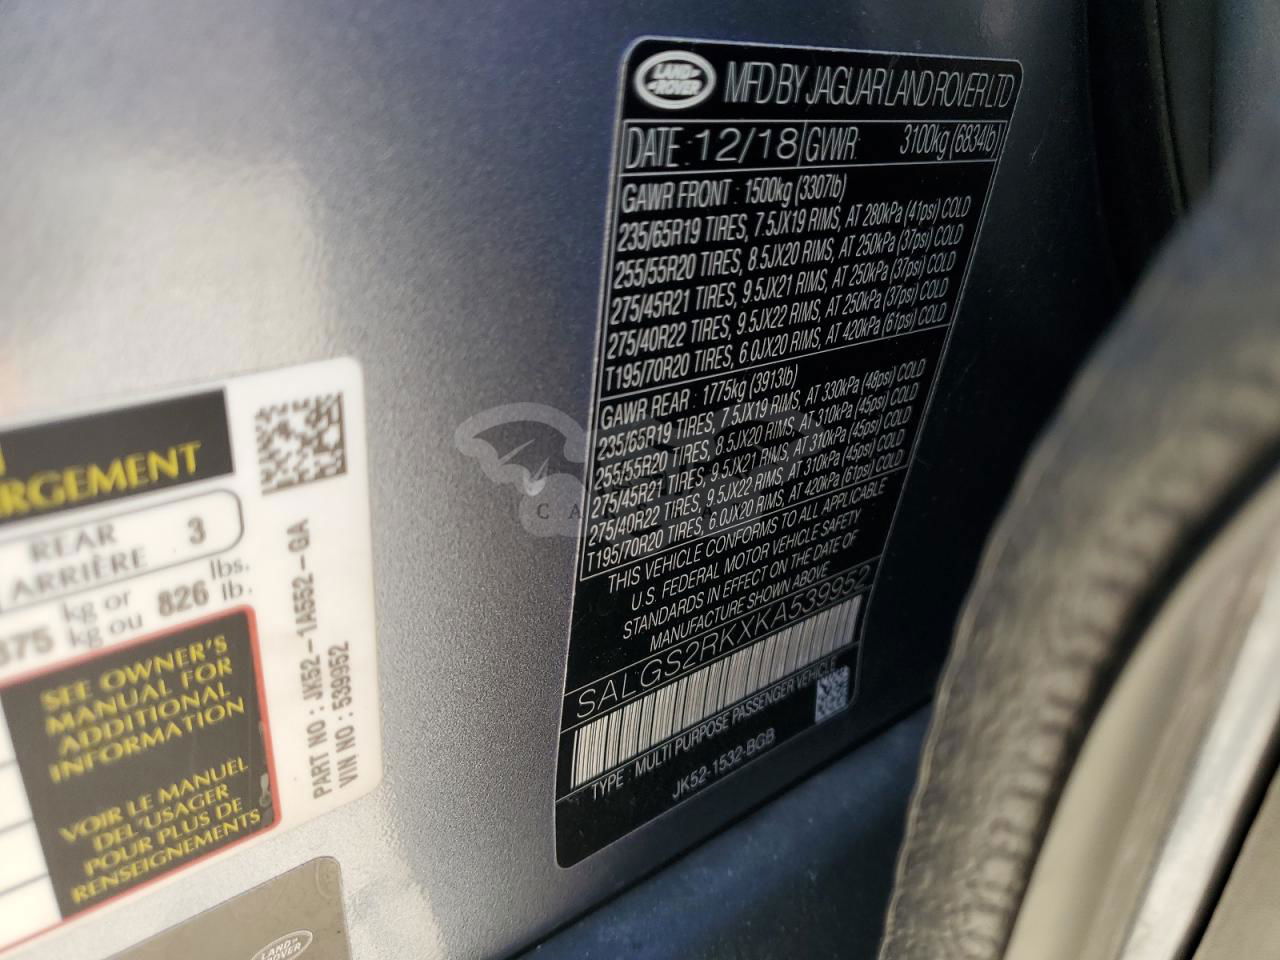 LAND ROVER
MFD BY JAGUAR LAND ROVER LTD
DATE : 12/18 GVWR 3100kg (6834lb)
GAWR FRONT : 1500kg (3307lb)
235/65R19 TIRES, 7.5JX19 RIMS, AT 280kPa (41psi) COLD
255/55R20 TIRES, 8.5JX20 RIMS, AT 250kPa (37psi) COLD
275/45R21 TIRES, 9.5JX21 RIMS, AT 250kPa (37psi) COLD
275/40R22 TIRES, 9.5JX22 RIMS, AT 250kPa (37psi) COLD
T195/70R20 TIRES, 6.0JX20 RIMS, AT 420kPa (61psi) COLD
GAWR REAR : 1775kg (3913lb)
235/65R19 TIRES, 7.5JX19 RIMS, AT 330kPa (48psi) COLD
255/55R20 TIRES, 8.5JX20 RIMS, AT 310kPa (45psi) COLD
275/45R21 TIRES, 9.5JX21 RIMS, AT 310kPa (45psi) COLD
275/40R22 TIRES, 9.5JX22 RIMS, AT 310kPa (45psi) COLD
T195/70R20 TIRES, 6.0JX20 RIMS, AT 420kPa (61psi) COLD
THIS VEHICLE CONFORMS TO ALL APPLICABLE
U.S. FEDERAL MOTOR VEHICLE SAFETY
STANDARDS IN EFFECT ON THE DATE OF
MANUFACTURE SHOWN ABOVE
SALGS2RKXKA539952
TYPE : MULTI PURPOSE PASSENGER VEHICLE
JK52-1532-BGB
RGEMENT
REAR
ARRIÈRE 3
kg or lbs.
375 kg ou 826 lb.
SEE OWNER'S
MANUAL FOR
ADDITIONAL
INFORMATION
VOIR LE MANUEL
DEL'USAGER
POUR PLUS DE
RENSEIGNEMENTS
PART NO : JK52-1A552-GA
VIN NO : 539952
LAND ROVER